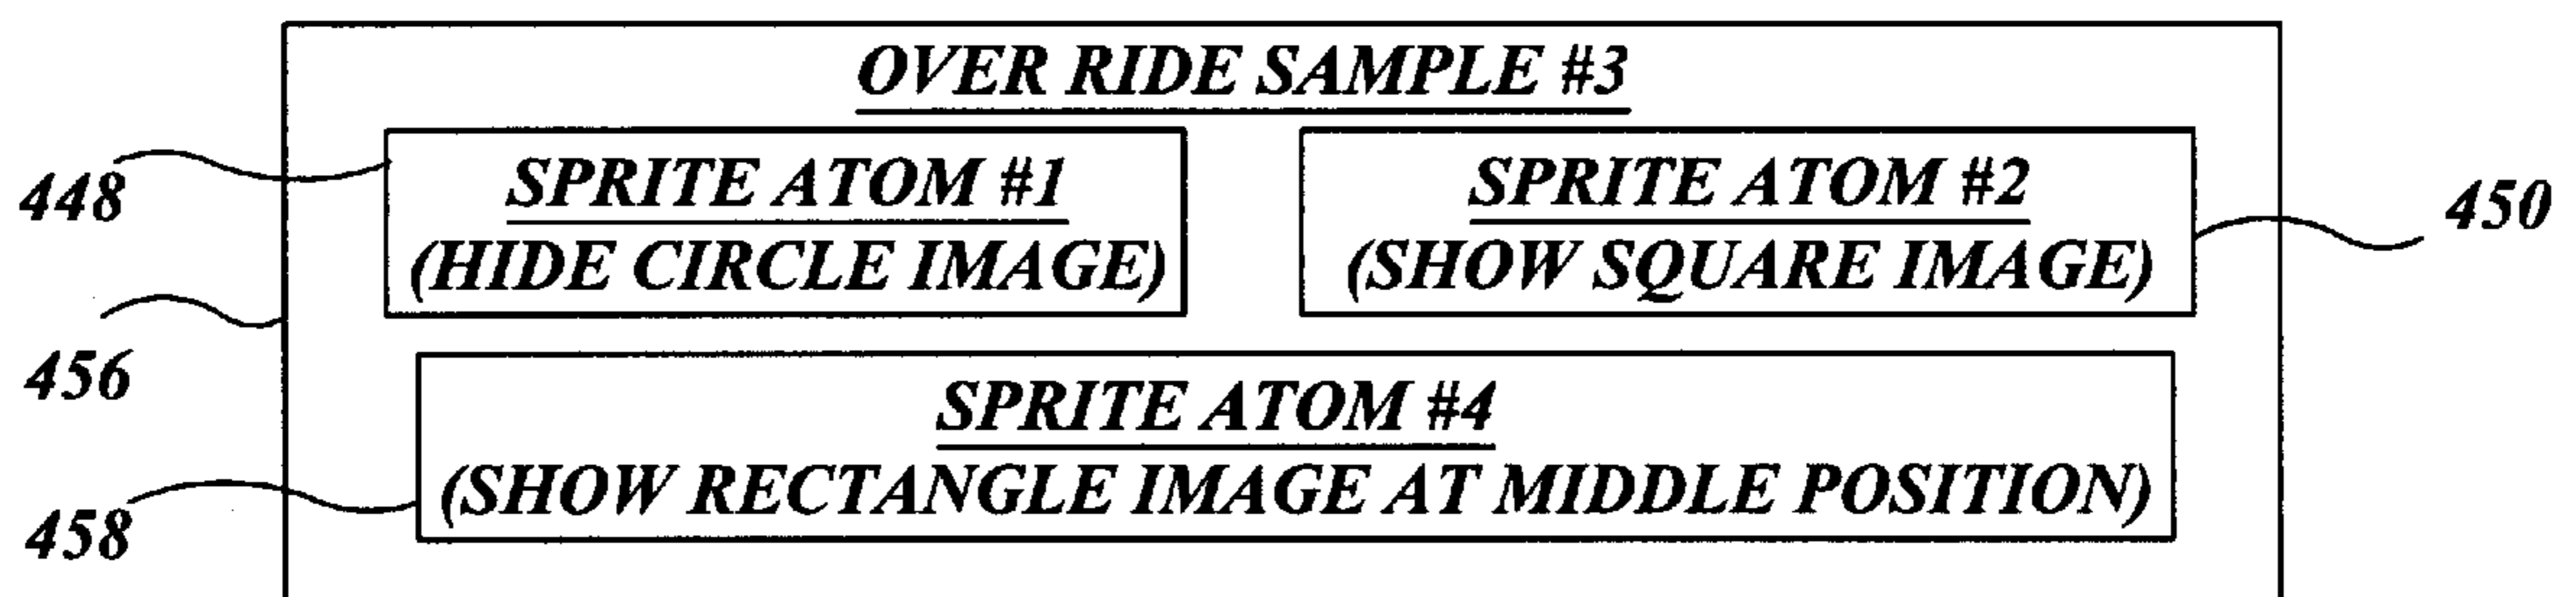 OVER RIDE SAMPLE #3
SPRITE ATOM #1
(HIDE CIRCLE IMAGE)
SPRITE ATOM #2
(SHOW SQUARE IMAGE)
448
450
456
SPRITE ATOM #4
(SHOW RECTANGLE IMAGE AT MIDDLE POSITION)
458